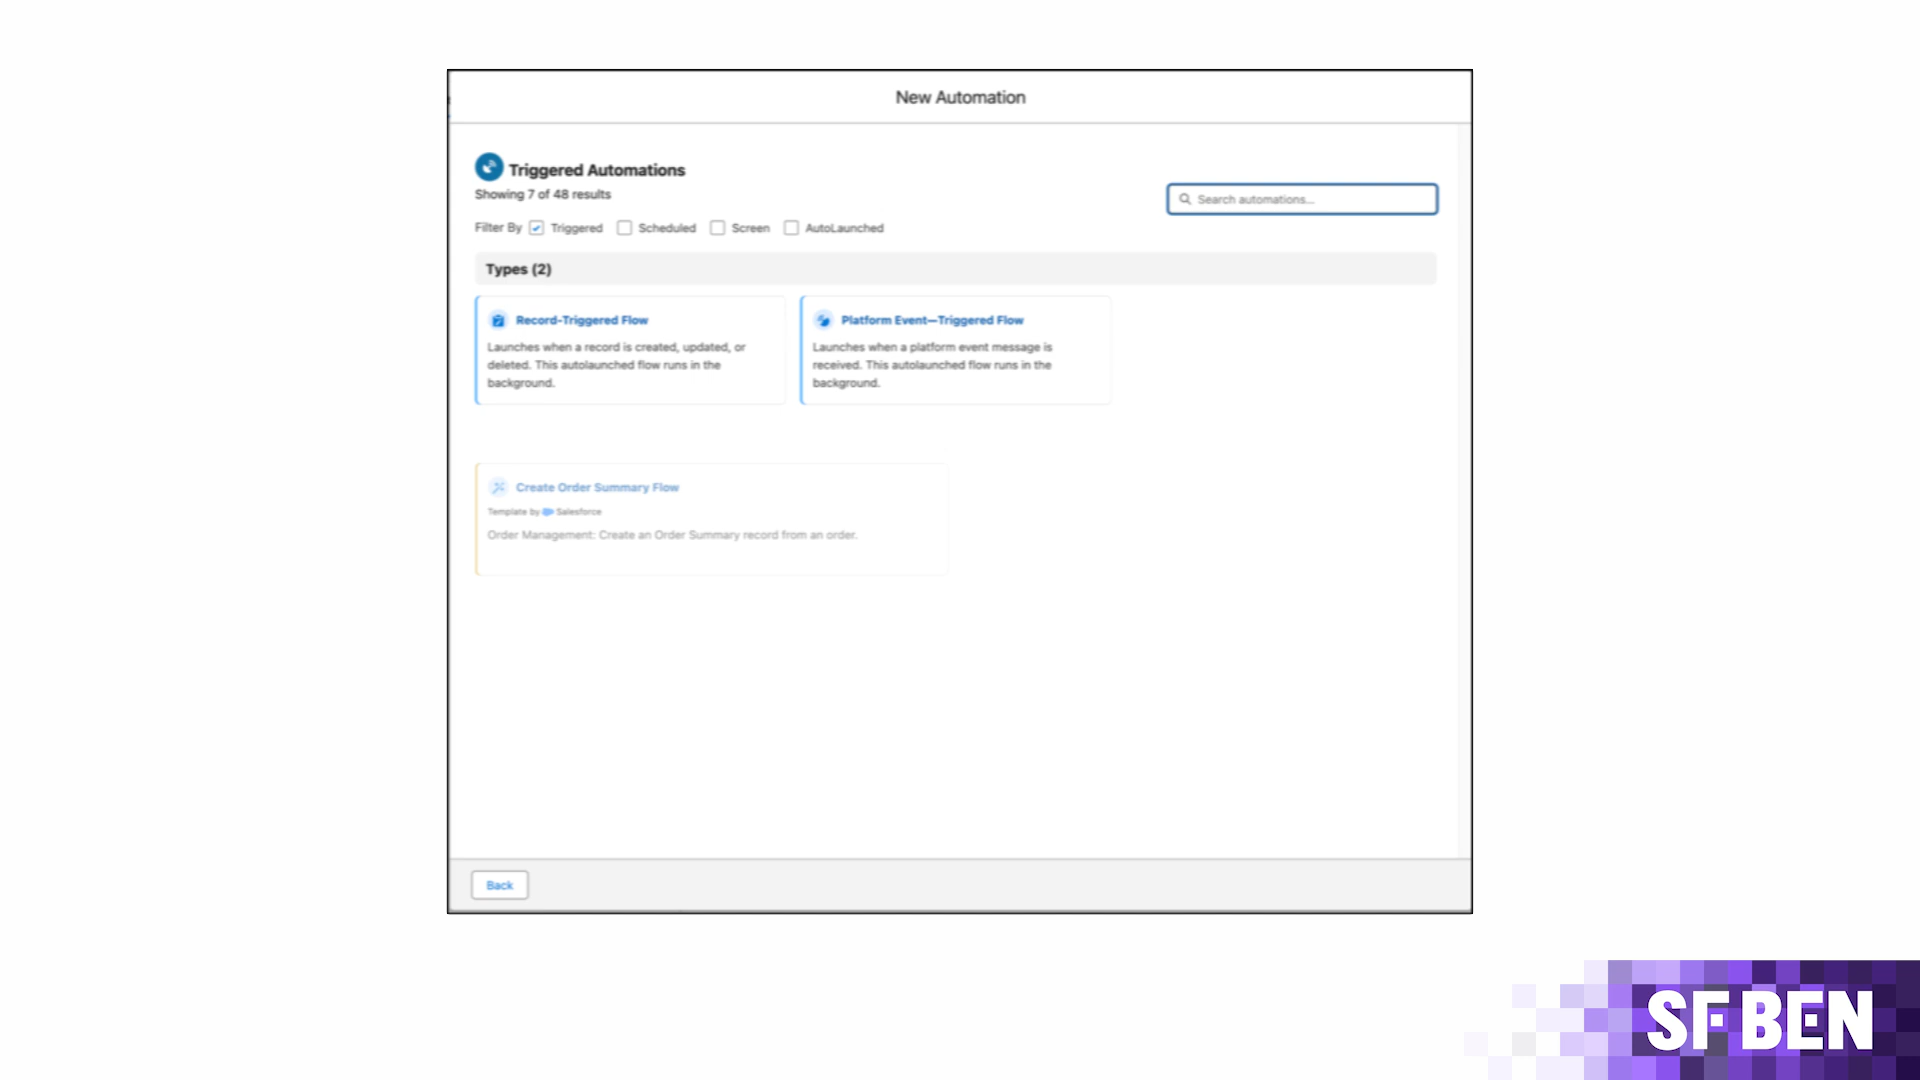 New Automation
Triggered Automations
Showing 7 of 48 results
Search automations...
Filter By Triggered Scheduled Screen AutoLaunched
Types (2)
Record-Triggered Flow
Launches when a record is created, updated, or
deleted. This autolaunched flow runs in the
background.
Platform Event—Triggered Flow
Launches when a platform event message is
received. This autolaunched flow runs in the
background.
Create Order Summary Flow
Template by Salesforce
Order Management: Create an Order Summary record from an order.
Back
SF BEN